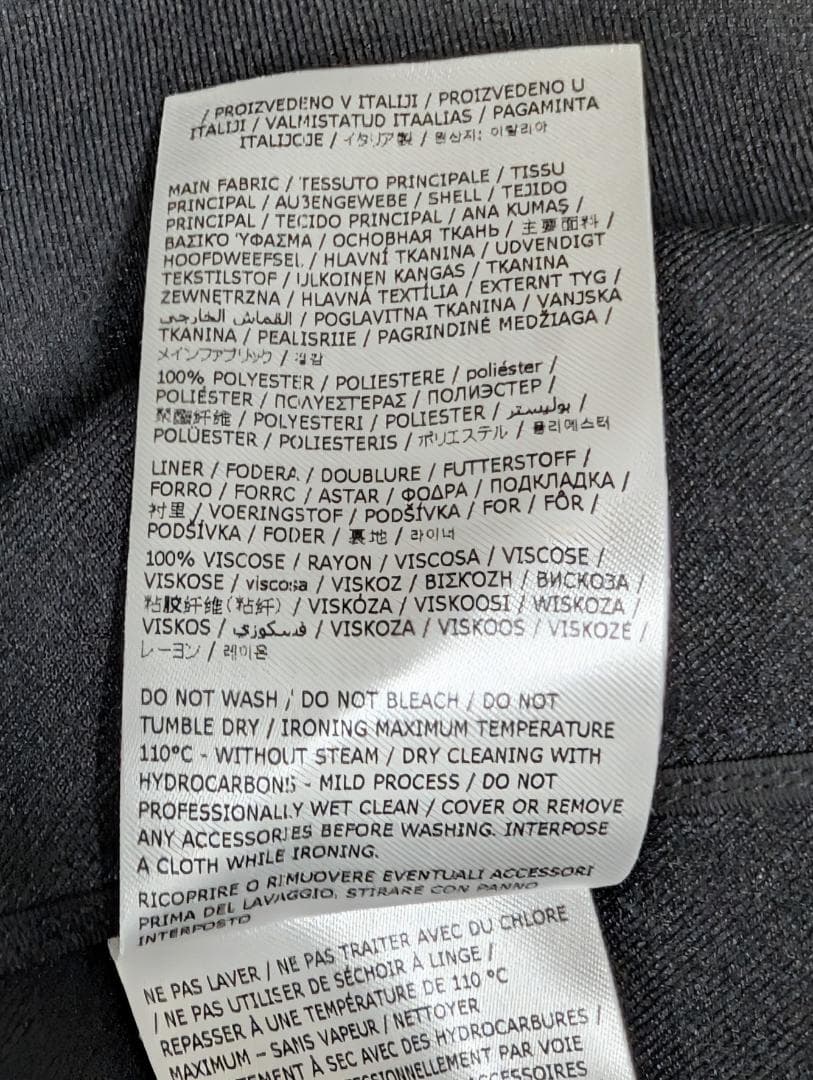 / PROIZVEDENO V ITALIJI / PROIZVEDENO U
ITALIJI / VALMISTATUD ITAALIAS / PAGAMINTA
ITALIJOJE / イタリア製 / 원산지: 이탈리아
MAIN FABRIC / TESSUTO PRINCIPALE / TISSU
PRINCIPAL / AUßENGEWEBE / SHELL / TEJIDO
PRINCIPAL / TECIDO PRINCIPAL / ANA KUMAŞ /
ΒΑΣΙΚΟ ΎΦΑΣΜΑ / ОСНОВНАЯ ТКАНЬ / 主要面料 /
HOOFDWEEFSEL / HLAVNÍ TKANINA / UDVENDIGT
TEKSTILSTOF / ULKOINEN KANGAS / TKANINA
ZEWNĘTRZNA / HLAVNÁ TEXTÍLIA / EXTERNT TYG /
القماش الخارجي / POGLAVITNA TKANINA / VANJSKA
TKANINA / PEALISRIIE / PAGRINDINĖ MEDŽIAGA /
メインファブリック / 겉감
100% POLYESTER / POLIESTERE / poliéster /
POLIÉSTER / ΠΟΛΥΕΣΤΕΡΑΣ / ПОЛИЭСТЕР /
聚酯纤维 / POLYESTERI / POLIESTER / بوليستر /
POLÜESTER / POLIESTERIS / ポリエステル / 폴리에스터
LINER / FODERA / DOUBLURE / FUTTERSTOFF /
FORRO / FORRO / ASTAR / ΦΟΔΡΑ / ПОДКЛАДКА /
衬里 / VOERINGSTOF / PODŠÍVKA / FOR / FÔR /
PODŠÍVKA / FODER / 裏地 / 라이너
100% VISCOSE / RAYON / VISCOSA / VISCOSE /
VISKOSE / viscosa / VISKOZ / ΒΙΣΚΟΖΗ / ВИСКОЗА /
粘胶纤维(粘纤) / VISKÓZA / VISKOOSI / WISKOZA /
VISKOS / فسكوزي / VISKOZA / VISKOOS / VISKOZĖ /
レーヨン / 레이온
DO NOT WASH / DO NOT BLEACH / DO NOT
TUMBLE DRY / IRONING MAXIMUM TEMPERATURE
110°C - WITHOUT STEAM / DRY CLEANING WITH
HYDROCARBONS - MILD PROCESS / DO NOT
PROFESSIONALLY WET CLEAN / COVER OR REMOVE
ANY ACCESSORIES BEFORE WASHING. INTERPOSE
A CLOTH WHILE IRONING.
RICOPRIRE O RIMUOVERE EVENTUALI ACCESSORI
PRIMA DEL LAVAGGIO, STIRARE CON PANNO
INTERPOSTO
NE PAS LAVER / NE PAS TRAITER AVEC DU CHLORE
/ NE PAS UTILISER DE SÉCHOIR À LINGE /
REPASSER À UNE TEMPÉRATURE DE 110 °C
MAXIMUM – SANS VAPEUR / NETTOYER
À SEC AVEC DES HYDROCARBURES /
PAR VOIE